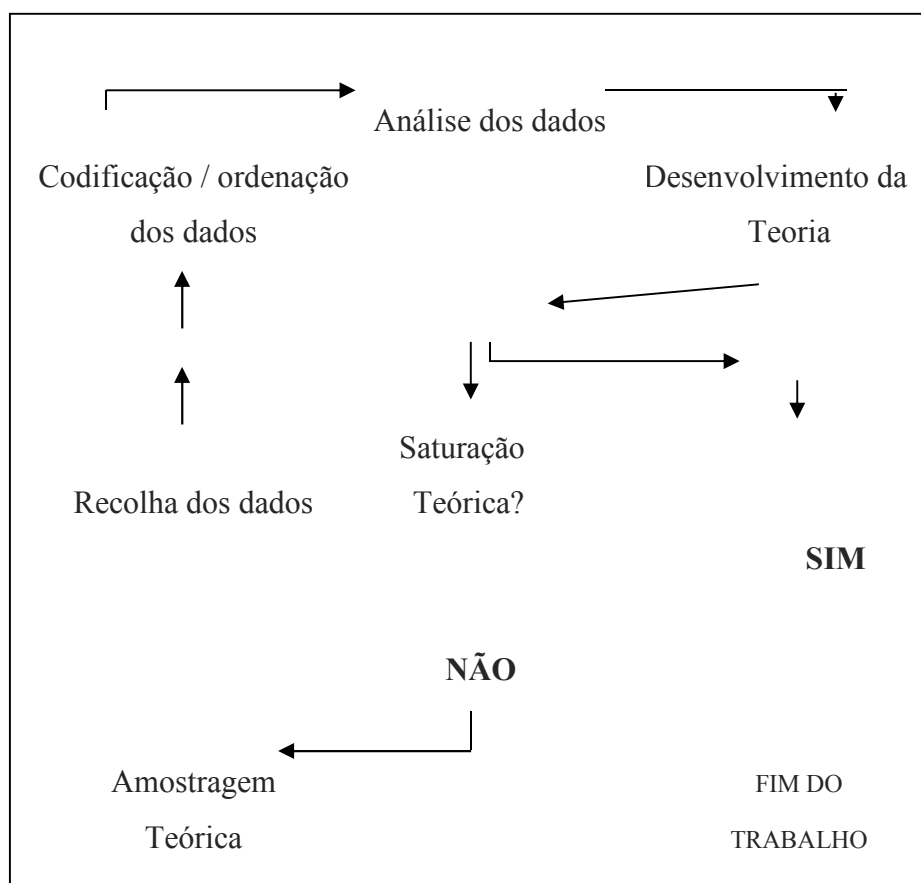 Análise dos dados
Codificação / ordenação
dos dados
Desenvolvimento da
Teoria
Saturação
Teórica?
Recolha dos dados
SIM
NÃO
Amostragem
Teórica
FIM DO
TRABALHO